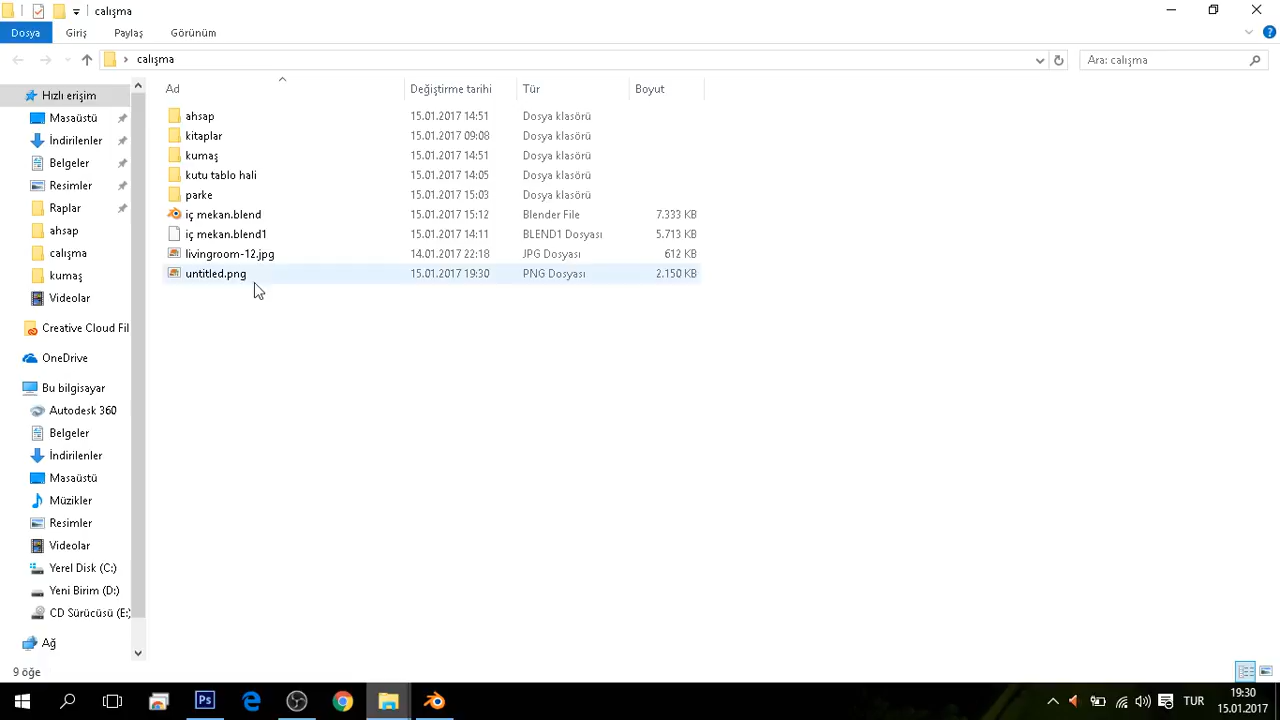 calışma
Dosya Giriş Paylaş Görünüm
calışma
Ara: calışma
Ad Değiştirme tarihi Tür Boyut
ahsap 15.01.2017 14:51 Dosya klasörü
kitaplar 15.01.2017 09:08 Dosya klasörü
kumaş 15.01.2017 14:51 Dosya klasörü
kutu tablo hali 15.01.2017 14:05 Dosya klasörü
parke 15.01.2017 15:03 Dosya klasörü
iç mekan.blend 15.01.2017 15:12 Blender File 7.333 KB
iç mekan.blend1 15.01.2017 14:11 BLEND1 Dosyası 5.713 KB
livingroom-12.jpg 14.01.2017 22:18 JPG Dosyası 612 KB
untitled.png 15.01.2017 19:30 PNG Dosyası 2.150 KB
Hızlı erişim
Masaüstü
İndirilenler
Belgeler
Resimler
Raplar
ahsap
calışma
kumaş
Videolar
Creative Cloud Fil
OneDrive
Bu bilgisayar
Autodesk 360
Belgeler
İndirilenler
Masaüstü
Müzikler
Resimler
Videolar
Yerel Disk (C:)
Yeni Birim (D:)
CD Sürücüsü (E:
Ağ
9 öğe
Ps
TUR
19:30
15.01.2017